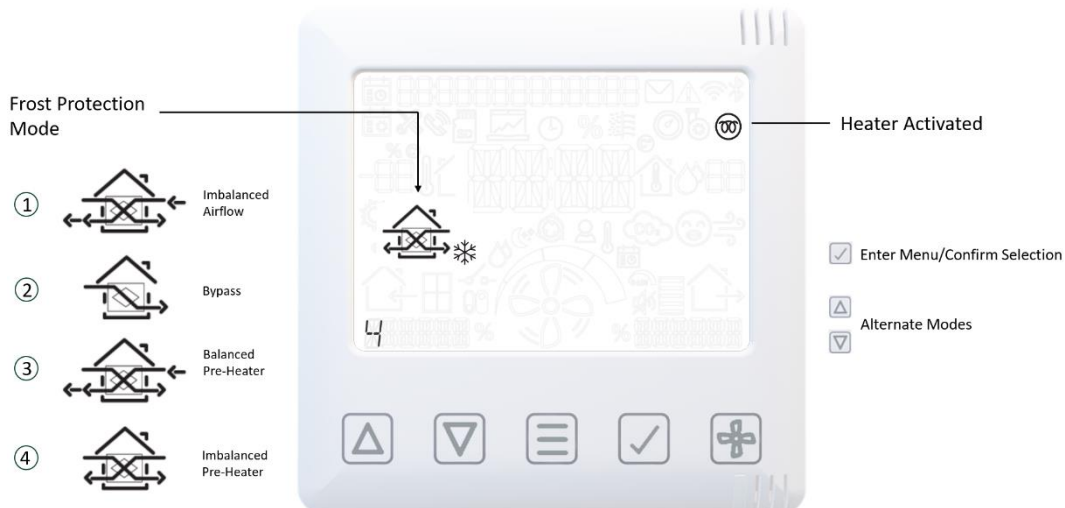 Frost Protection
Mode
Heater Activated
1
Imbalanced
Airflow
2
Bypass
3
Balanced
Pre-Heater
4
Imbalanced
Pre-Heater
Enter Menu/Confirm Selection
Alternate Modes
4
%
%